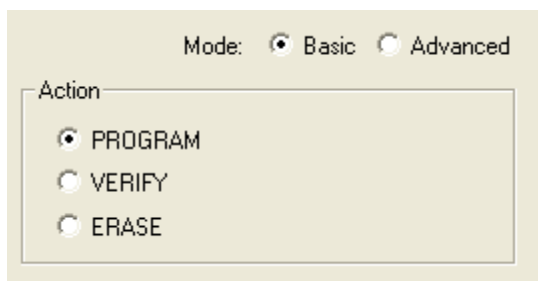 Mode: Basic Advanced
Action
PROGRAM
VERIFY
ERASE